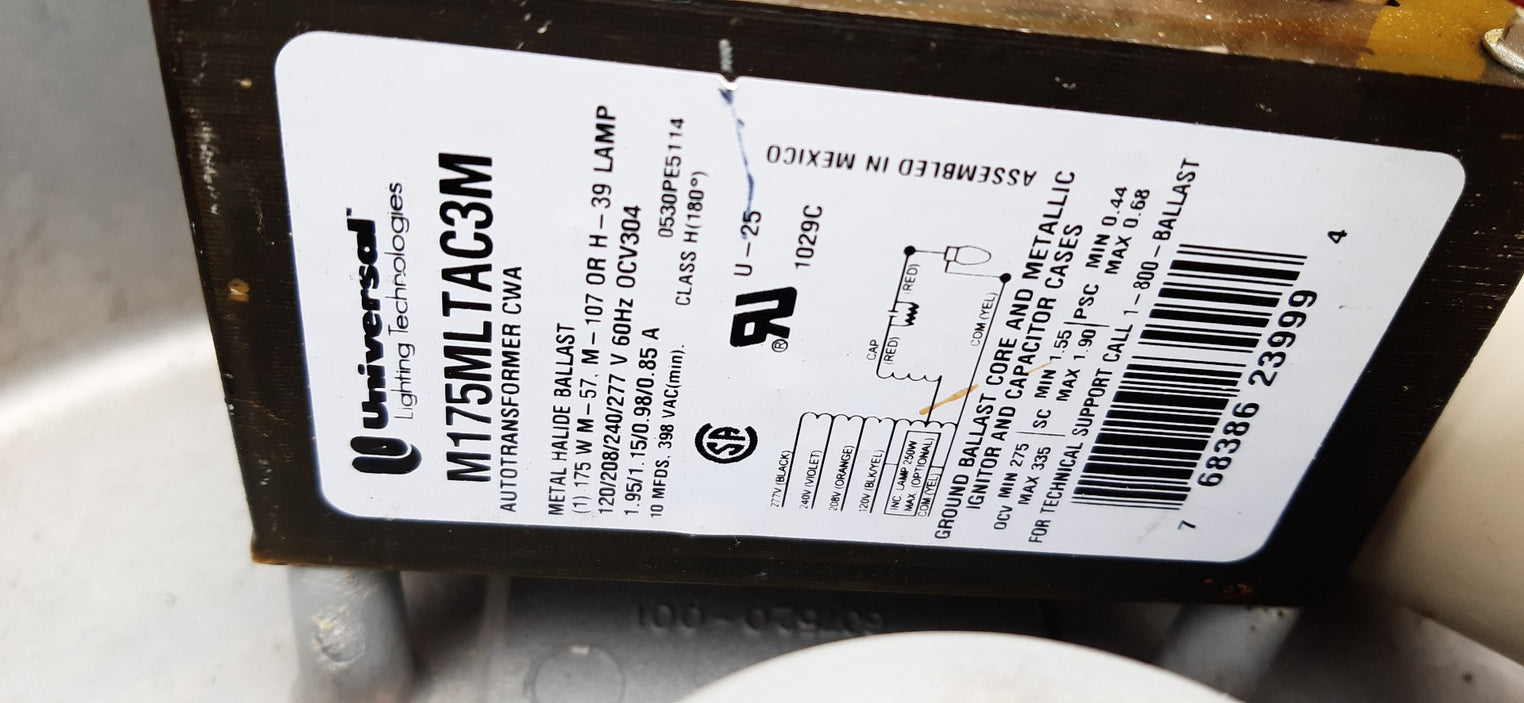 Universal™
Lighting Technologies
M175MLTAC3M
AUTOTRANSFORMER CWA
METAL HALIDE BALLAST
(1) 175 W M-57. M-107 OR H-39 LAMP
120/208/240/277 V 60Hz OCV304
1.95/1.15/0.98/0.85 A
0530PE5114
10 MFDS. 398 VAC(min).
CLASS H(180°)
SA
RU
®
U-25
1029C
ASSEMBLED IN MEXICO
277V (BLACK)
240V (VIOLET)
208V (ORANGE)
120V (BLK/YEL)
INC. LAMP 250W
MAX. (OPTIONAL)
COM (YEL)
CAP
(RED)
(RED)
COM (YEL)
GROUND BALLAST CORE AND METALLIC
IGNITOR AND CAPACITOR CASES
OCV MIN 275 | SC MIN 1.55 | PSC MIN 0.44
MAX 335 | MAX 1.90 | MAX 0.68
FOR TECHNICAL SUPPORT CALL 1-800-BALLAST
7 68386 23999 4